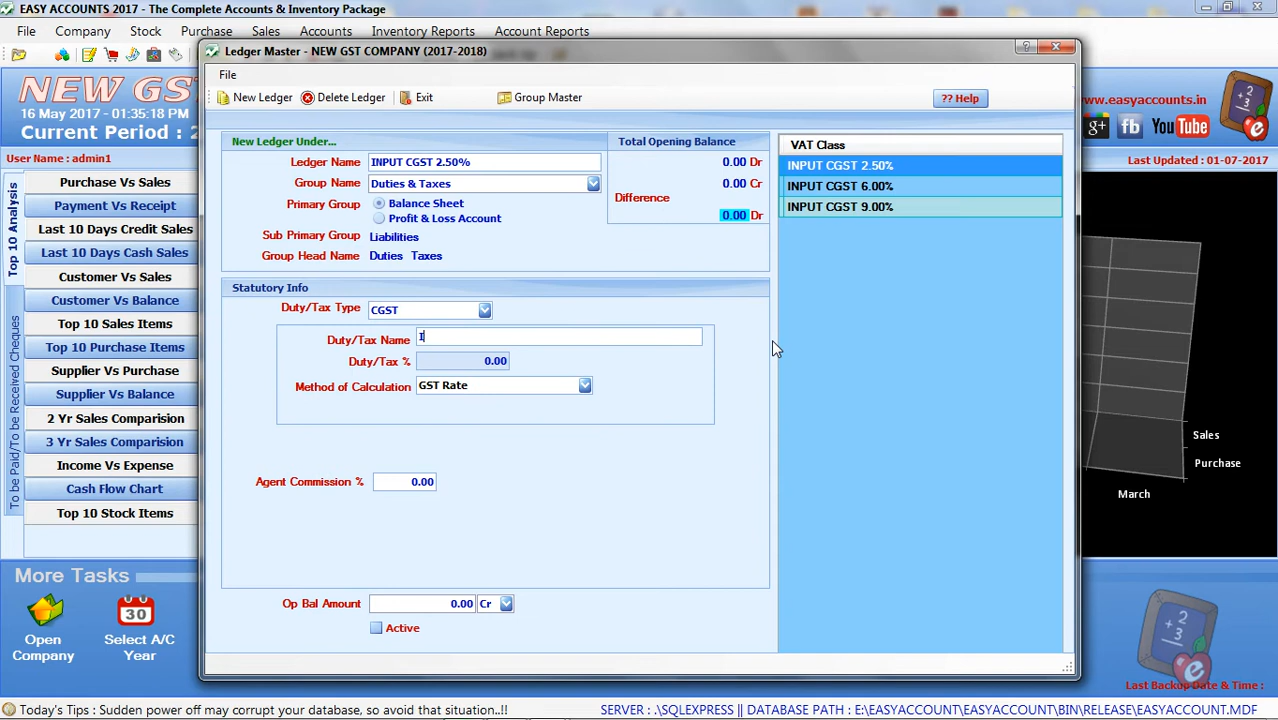 EASY ACCOUNTS 2017 - The Complete Accounts & Inventory Package
File Company Stock Purchase Sales Accounts Inventory Reports Account Reports
Ledger Master - NEW GST COMPANY (2017-2018)
File
New Ledger Delete Ledger Exit Group Master ?? Help
NEW GS
16 May 2017 - 01:35:18 PM
Current Period : 2
User Name : admin1
www.easyaccounts.in
g+ fb You Tube
Last Updated : 01-07-2017
Top 10 Analysis
To be Paid/To be Received Cheques
Purchase Vs Sales
Payment Vs Receipt
Last 10 Days Credit Sales
Last 10 Days Cash Sales
Customer Vs Sales
Customer Vs Balance
Top 10 Sales Items
Top 10 Purchase Items
Supplier Vs Purchase
Supplier Vs Balance
2 Yr Sales Comparision
3 Yr Sales Comparision
Income Vs Expense
Cash Flow Chart
Top 10 Stock Items
New Ledger Under...
Ledger Name INPUT CGST 2.50%
Group Name Duties & Taxes
Primary Group Balance Sheet
Profit & Loss Account
Sub Primary Group Liabilities
Group Head Name Duties Taxes
Total Opening Balance
0.00 Dr
0.00 Cr
Difference
0.00 Dr
VAT Class
INPUT CGST 2.50%
INPUT CGST 6.00%
INPUT CGST 9.00%
Statutory Info
Duty/Tax Type CGST
Duty/Tax Name I
Duty/Tax % 0.00
Method of Calculation GST Rate
Agent Commission % 0.00
Op Bal Amount 0.00 Cr
Active
Sales
Purchase
March
More Tasks
30
Open Company
Select A/C Year
Last Backup Date & Time :
Today's Tips : Sudden power off may corrupt your database, so avoid that situation..!! SERVER : .\SQLEXPRESS || DATABASE PATH : E:\EASYACCOUNT\EASYACCOUNT\BIN\RELEASE\EASYACCOUNT.MDF